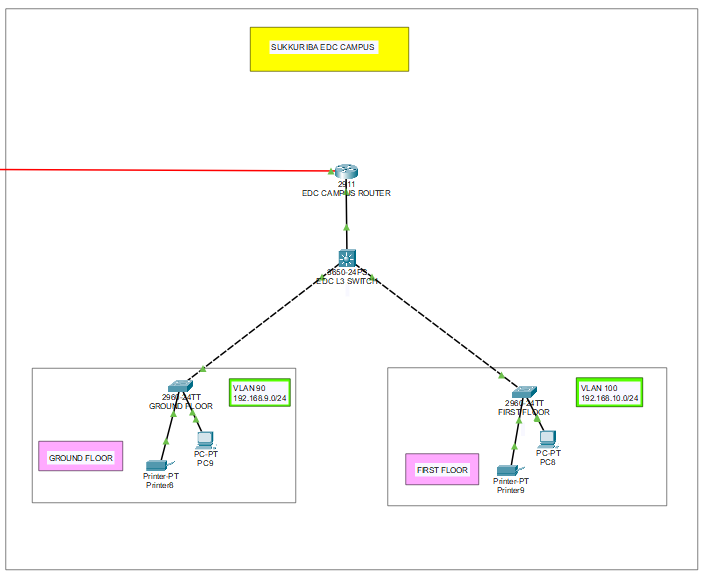 SUKKUR IBA EDC CAMPUS
2911
EDC CAMPUS ROUTER
3650-24PS
EDC L3 SWITCH
2960-24TT
GROUND FLOOR
VLAN 90
192.168.9.0/24
GROUND FLOOR
PC-PT
PC9
Printer-PT
Printer8
2960-24TT
FIRST FLOOR
VLAN 100
192.168.10.0/24
FIRST FLOOR
PC-PT
PC8
Printer-PT
Printer9